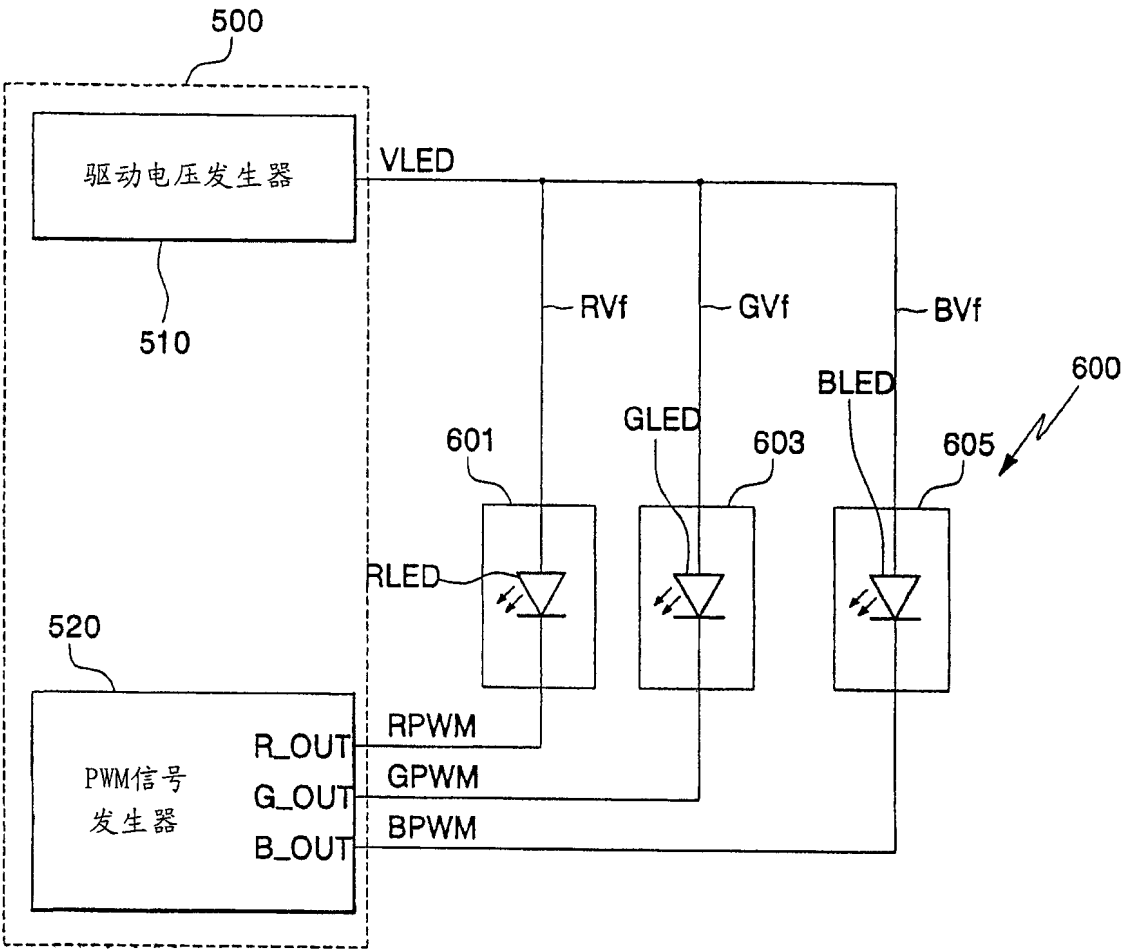 500
驱动电压发生器
VLED
510
RVf
GVf
BVf
600
BLED
GLED
601
603
605
RLED
520
PWM信号
发生器
R_OUT
RPWM
G_OUT
GPWM
B_OUT
BPWM